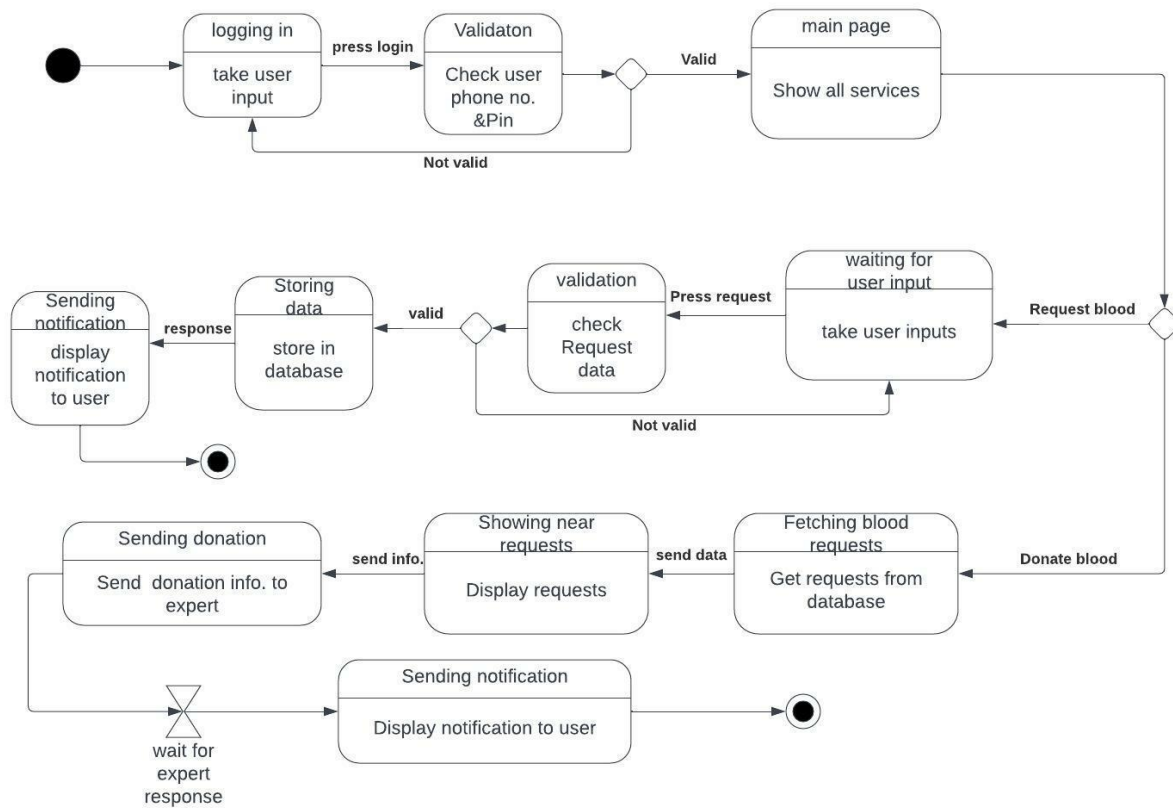 logging in
take user
input
press login
Validaton
Check user
phone no.
&Pin
Valid
main page
Show all services
Not valid
Sending
notification
display
notification
to user
response
Storing
data
store in
database
valid
validation
check
Request
data
Press request
waiting for
user input
take user inputs
Request blood
Not valid
Sending donation
Send donation info. to
expert
send info.
Showing near
requests
Display requests
send data
Fetching blood
requests
Get requests from
database
Donate blood
wait for
expert
response
Sending notification
Display notification to user